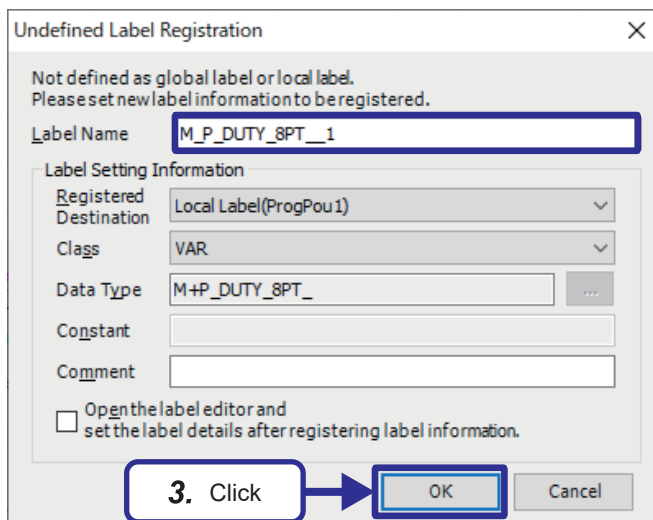 Undefined Label Registration
Not defined as global label or local label.
Please set new label information to be registered.
Label Name M_P_DUTY_8PT__1
Label Setting Information
Registered Destination Local Label(ProgPou1)
Class VAR
Data Type M+P_DUTY_8PT_ ...
Constant
Comment
Open the label editor and
set the label details after registering label information.
3. Click OK Cancel